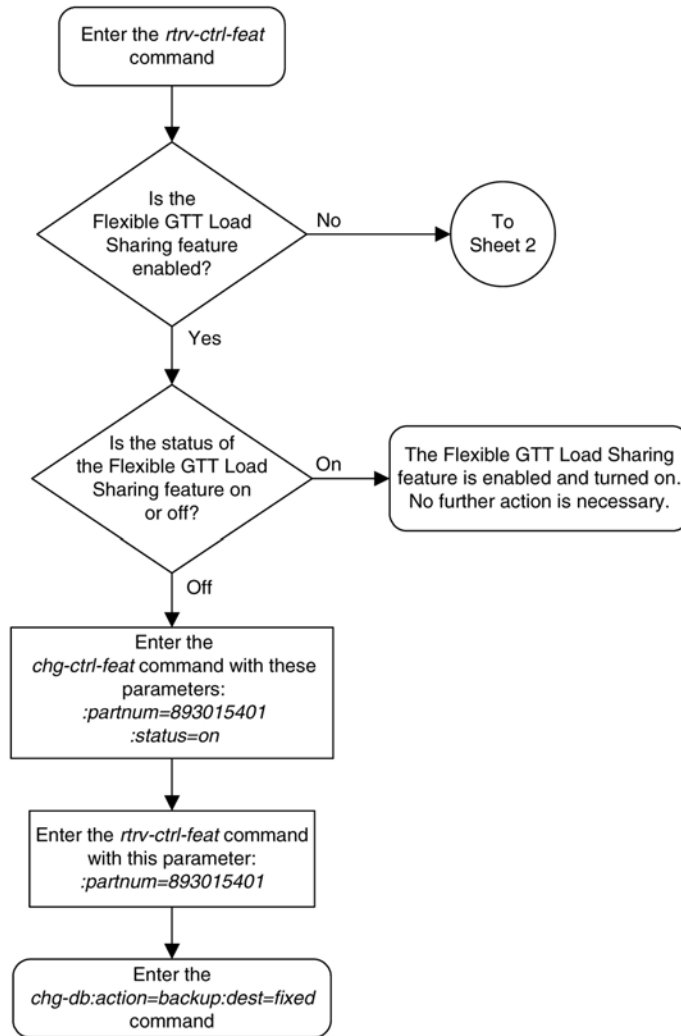 Enter the rtrv-ctrl-feat
command
Is the
Flexible GTT Load
Sharing feature
enabled?
No
To
Sheet 2
Yes
Is the status of
the Flexible GTT Load
Sharing feature on
or off?
On
The Flexible GTT Load Sharing
feature is enabled and turned on.
No further action is necessary.
Off
Enter the
chg-ctrl-feat command with these
parameters:
:partnum=893015401
:status=on
Enter the rtrv-ctrl-feat command
with this parameter:
:partnum=893015401
Enter the
chg-db:action=backup:dest=fixed
command